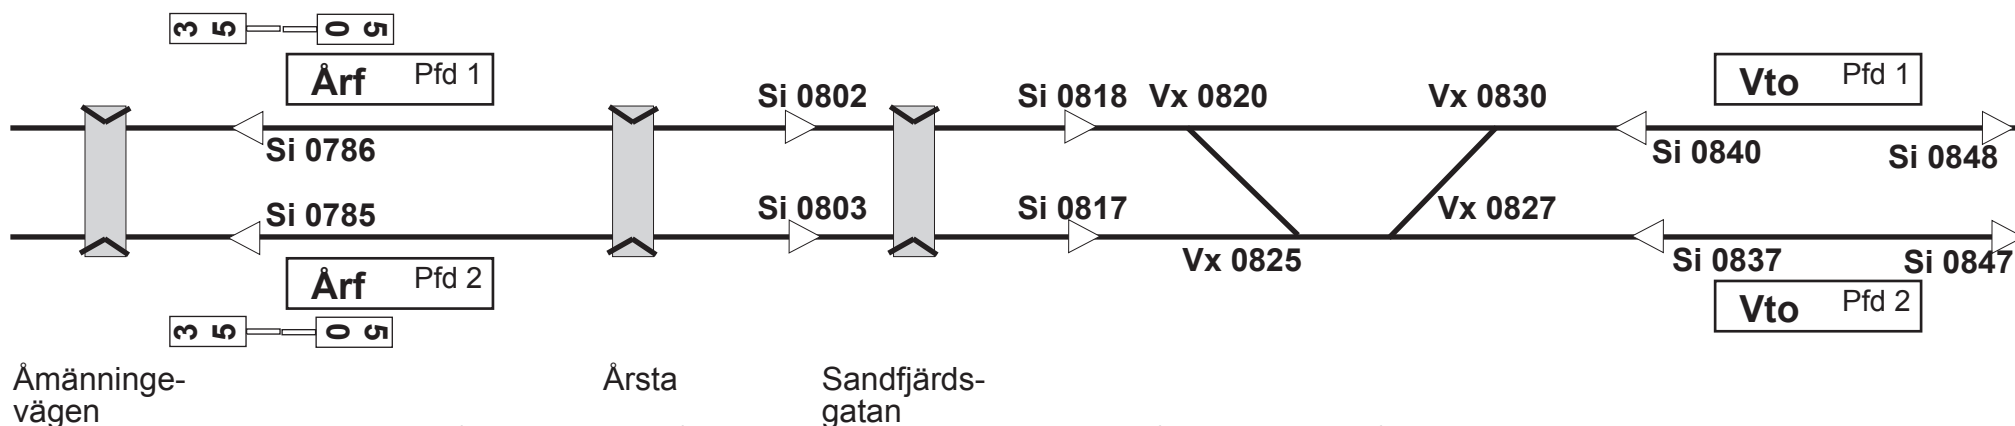 3 5 0 5
Årf Pfd 1
Vto Pfd 1
Si 0802
Si 0818
Vx 0820
Vx 0830
Si 0786
Si 0840
Si 0848
Si 0785
Si 0803
Si 0817
Vx 0827
Vx 0825
Si 0837
Si 0847
Årf Pfd 2
Vto Pfd 2
3 5 0 5
Åmänninge-
vägen
Årsta
Sandfjärds-
gatan